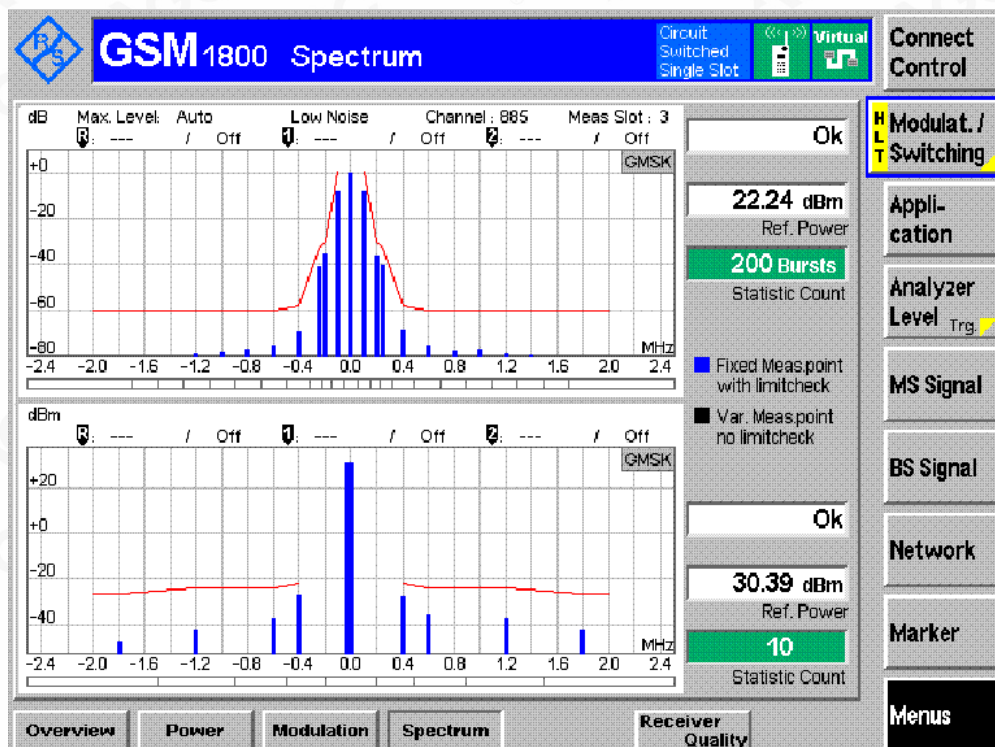 R/S
GSM 1800 Spectrum
Circuit
Switched
Single Slot
Virtual
Connect
Control
dB Max. Level: Auto Low Noise Channel : 885 Meas Slot : 3
R: --- / Off 1: --- / Off 2: --- / Off
GMSK
+0
-20
-40
-60
-80
MHz
-2.4 -2.0 -1.6 -1.2 -0.8 -0.4 0.0 0.4 0.8 1.2 1.6 2.0 2.4
Ok
22.24 dBm
Ref. Power
200 Bursts
Statistic Count
Fixed Meas.point
with limitcheck
Var. Meas.point
no limitcheck
dBm
R: --- / Off 1: --- / Off 2: --- / Off
GMSK
+20
+0
-20
-40
MHz
-2.4 -2.0 -1.6 -1.2 -0.8 -0.4 0.0 0.4 0.8 1.2 1.6 2.0 2.4
Ok
30.39 dBm
Ref. Power
10
Statistic Count
HLT
Modulat. /
Switching
Appli-
cation
Analyzer
Level Trg.
MS Signal
BS Signal
Network
Marker
Menus
Overview Power Modulation Spectrum
Receiver
Quality